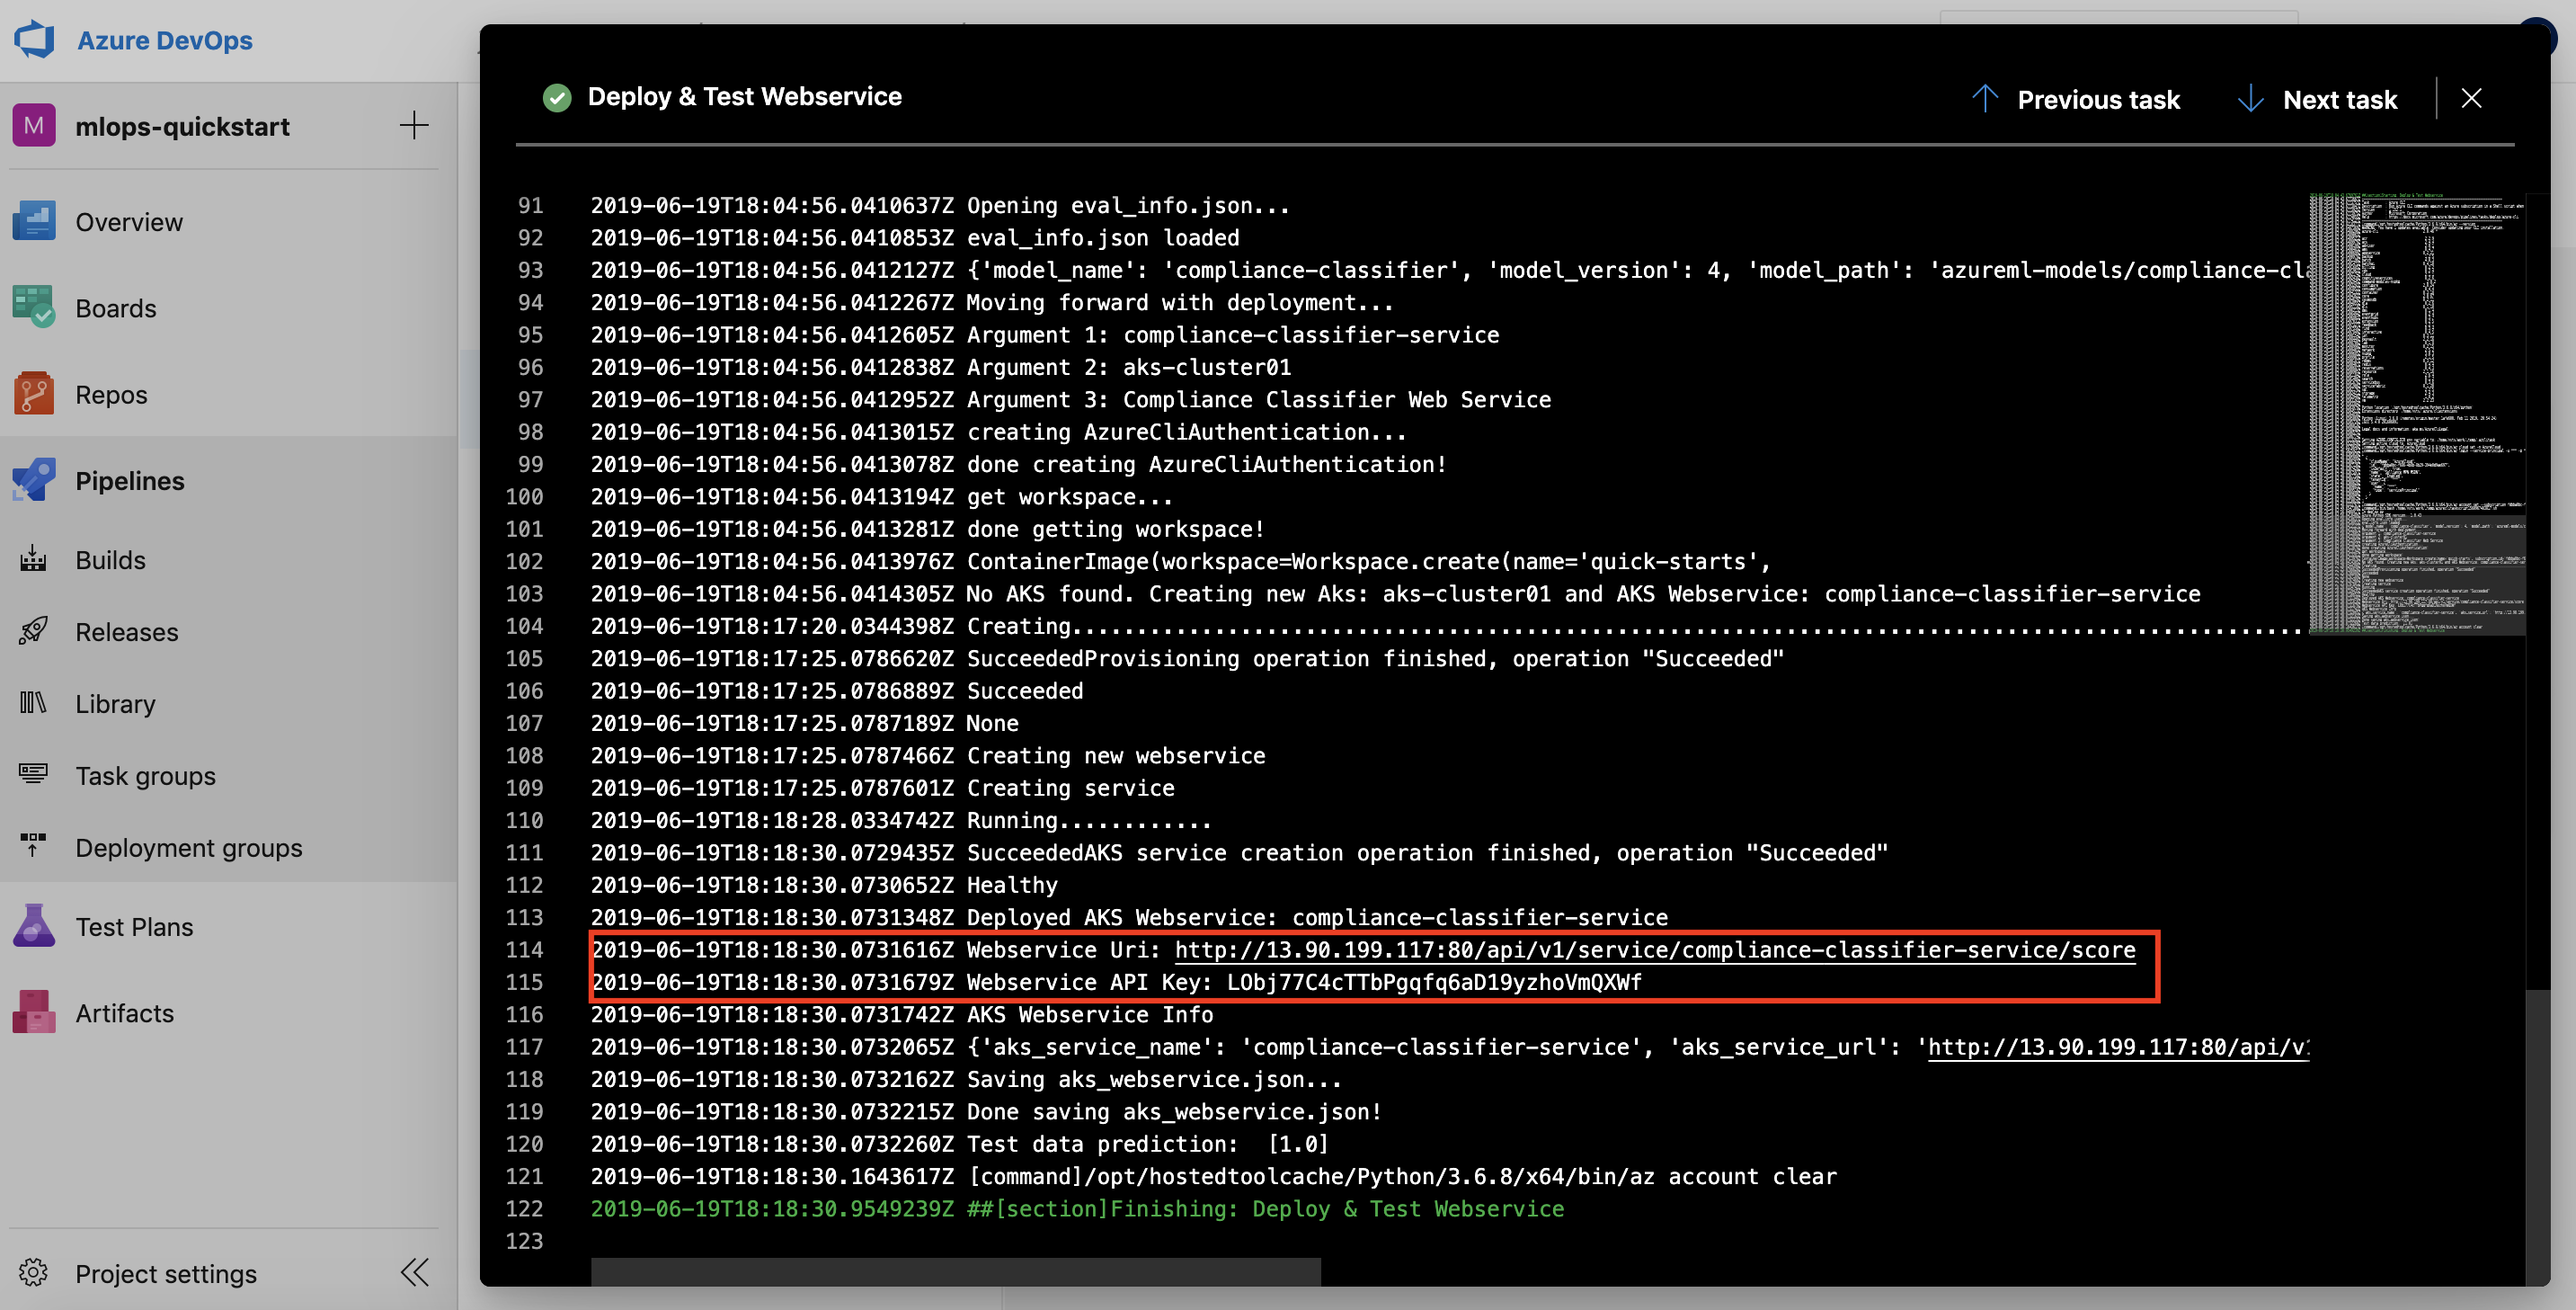 Azure DevOps
M
mlops-quickstart
Overview
Boards
Repos
Pipelines
Builds
Releases
Library
Task groups
Deployment groups
Test Plans
Artifacts
Project settings
Deploy & Test Webservice
Previous task
Next task
91 2019-06-19T18:04:56.0410637Z Opening eval_info.json...
92 2019-06-19T18:04:56.0410853Z eval_info.json loaded
93 2019-06-19T18:04:56.0412127Z {'model_name': 'compliance-classifier', 'model_version': 4, 'model_path': 'azureml-models/compliance-cla
94 2019-06-19T18:04:56.0412267Z Moving forward with deployment...
95 2019-06-19T18:04:56.0412605Z Argument 1: compliance-classifier-service
96 2019-06-19T18:04:56.0412838Z Argument 2: aks-cluster01
97 2019-06-19T18:04:56.0412952Z Argument 3: Compliance Classifier Web Service
98 2019-06-19T18:04:56.0413015Z creating AzureCliAuthentication...
99 2019-06-19T18:04:56.0413078Z done creating AzureCliAuthentication!
100 2019-06-19T18:04:56.0413194Z get workspace...
101 2019-06-19T18:04:56.0413281Z done getting workspace!
102 2019-06-19T18:04:56.0413976Z ContainerImage(workspace=Workspace.create(name='quick-starts',
103 2019-06-19T18:04:56.0414305Z No AKS found. Creating new Aks: aks-cluster01 and AKS Webservice: compliance-classifier-service
104 2019-06-19T18:17:20.0344398Z Creating...............................................................................................
105 2019-06-19T18:17:25.0786620Z SucceededProvisioning operation finished, operation "Succeeded"
106 2019-06-19T18:17:25.0786889Z Succeeded
107 2019-06-19T18:17:25.0787189Z None
108 2019-06-19T18:17:25.0787466Z Creating new webservice
109 2019-06-19T18:17:25.0787601Z Creating service
110 2019-06-19T18:18:28.0334742Z Running............
111 2019-06-19T18:18:30.0729435Z SucceededAKS service creation operation finished, operation "Succeeded"
112 2019-06-19T18:18:30.0730652Z Healthy
113 2019-06-19T18:18:30.0731348Z Deployed AKS Webservice: compliance-classifier-service
114 2019-06-19T18:18:30.0731616Z Webservice Uri: http://13.90.199.117:80/api/v1/service/compliance-classifier-service/score
115 2019-06-19T18:18:30.0731679Z Webservice API Key: LObj77C4cTTbPgqfq6aD19yzhoVmQXWf
116 2019-06-19T18:18:30.0731742Z AKS Webservice Info
117 2019-06-19T18:18:30.0732065Z {'aks_service_name': 'compliance-classifier-service', 'aks_service_url': 'http://13.90.199.117:80/api/v1
118 2019-06-19T18:18:30.0732162Z Saving aks_webservice.json...
119 2019-06-19T18:18:30.0732215Z Done saving aks_webservice.json!
120 2019-06-19T18:18:30.0732260Z Test data prediction:  [1.0]
121 2019-06-19T18:18:30.1643617Z [command]/opt/hostedtoolcache/Python/3.6.8/x64/bin/az account clear
122 2019-06-19T18:18:30.9549239Z ##[section]Finishing: Deploy & Test Webservice
123